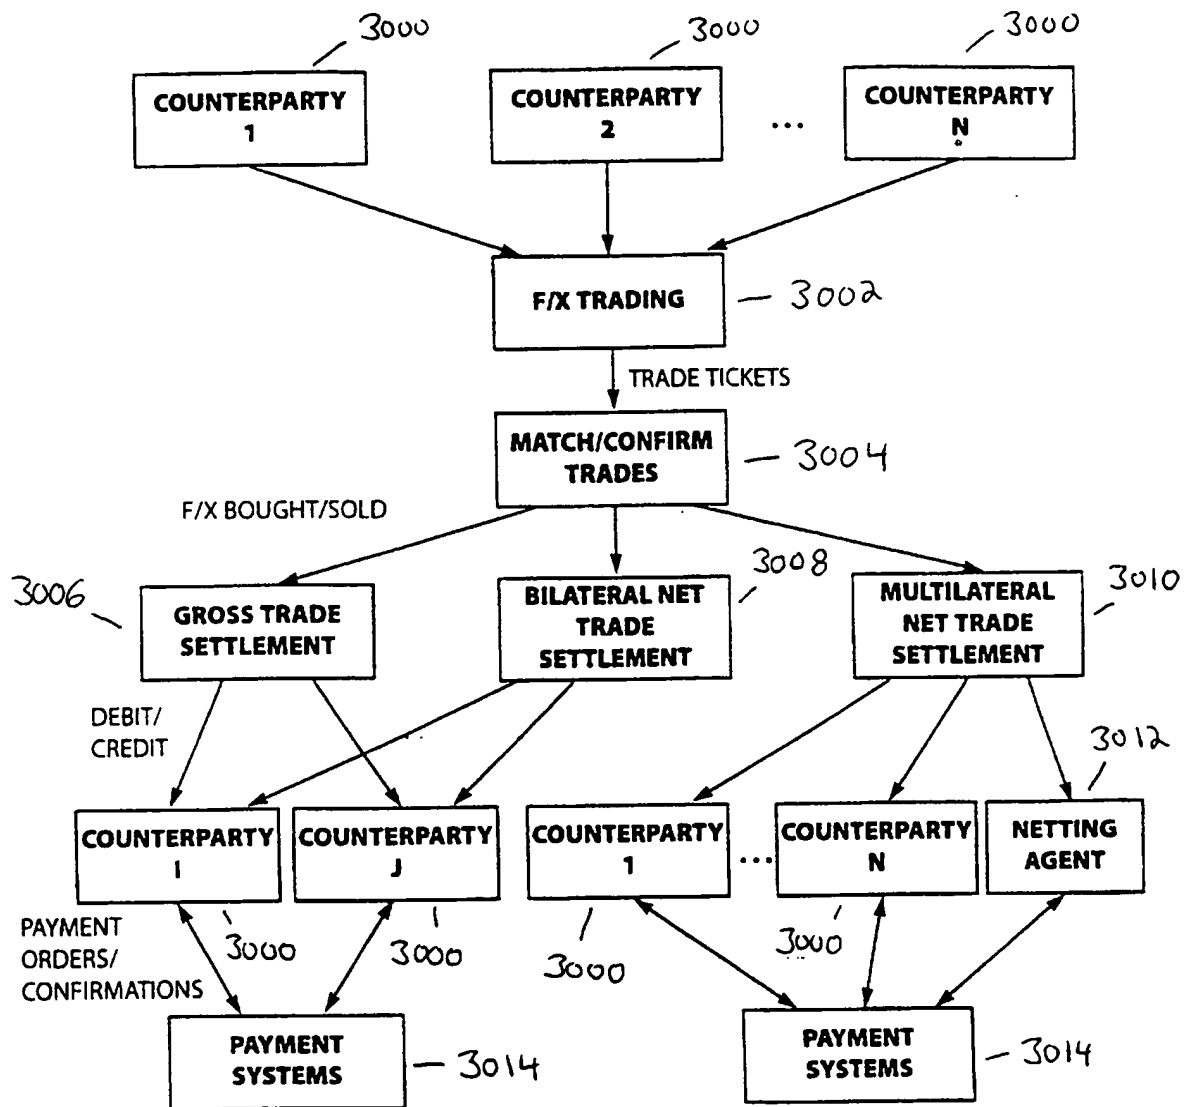 3000
3000
3000
COUNTERPARTY
1
COUNTERPARTY
2
...
COUNTERPARTY
N
F/X TRADING
3002
TRADE TICKETS
MATCH/CONFIRM
TRADES
3004
F/X BOUGHT/SOLD
3006
GROSS TRADE
SETTLEMENT
BILATERAL NET
TRADE
SETTLEMENT
3008
MULTILATERAL
NET TRADE
SETTLEMENT
3010
DEBIT/
CREDIT
3012
COUNTERPARTY
I
COUNTERPARTY
J
COUNTERPARTY
1
...
COUNTERPARTY
N
NETTING
AGENT
PAYMENT
ORDERS/
CONFIRMATIONS
3000
3000
3000
3000
PAYMENT
SYSTEMS
3014
PAYMENT
SYSTEMS
3014